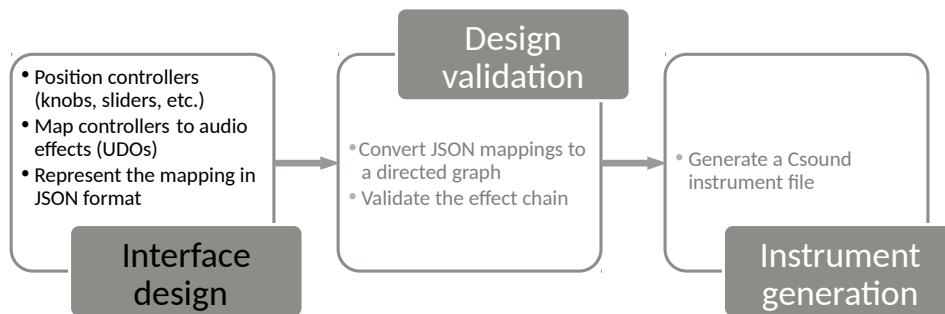 • Position controllers
(knobs, sliders, etc.)
• Map controllers to audio
effects (UDOs)
• Represent the mapping in
JSON format
Interface
design
Design
validation
• Convert JSON mappings to
a directed graph
• Validate the effect chain
• Generate a Csound
instrument file
Instrument
generation